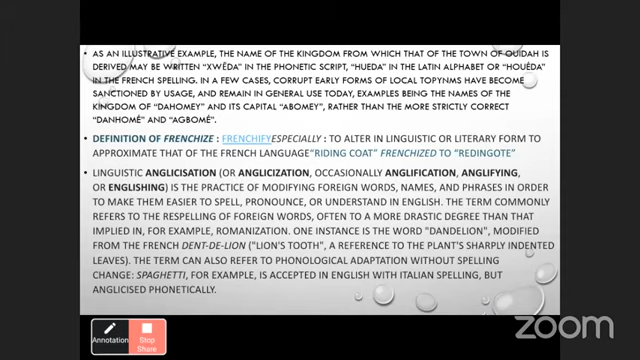 • AS AN ILLUSTRATIVE EXAMPLE, THE NAME OF THE KINGDOM FROM WHICH THAT OF THE TOWN OF OUIDAH IS
DERIVED MAY BE WRITTEN "XWÉDA" IN THE PHONETIC SCRIPT, "HUEDA" IN THE LATIN ALPHABET OR "HOUÉDA"
IN THE FRENCH SPELLING. IN A FEW CASES, CORRUPT EARLY FORMS OF LOCAL TOPYNMS HAVE BECOME
SANCTIONED BY USAGE, AND REMAIN IN GENERAL USE TODAY, EXAMPLES BEING THE NAMES OF THE
KINGDOM OF "DAHOMEY" AND ITS CAPITAL "ABOMEY", RATHER THAN THE MORE STRICTLY CORRECT
"DANHOMÉ" AND "AGBOMÉ".
• DEFINITION OF FRENCHIZE : FRENCHIFYESPECIALLY : TO ALTER IN LINGUISTIC OR LITERARY FORM TO
APPROXIMATE THAT OF THE FRENCH LANGUAGE"RIDING COAT" FRENCHIZED TO "REDINGOTE"
• LINGUISTIC ANGLICISATION (OR ANGLICIZATION, OCCASIONALLY ANGLIFICATION, ANGLIFYING,
OR ENGLISHING) IS THE PRACTICE OF MODIFYING FOREIGN WORDS, NAMES, AND PHRASES IN ORDER
TO MAKE THEM EASIER TO SPELL, PRONOUNCE, OR UNDERSTAND IN ENGLISH. THE TERM COMMONLY
REFERS TO THE RESPELLING OF FOREIGN WORDS, OFTEN TO A MORE DRASTIC DEGREE THAN THAT
IMPLIED IN, FOR EXAMPLE, ROMANIZATION. ONE INSTANCE IS THE WORD "DANDELION", MODIFIED
FROM THE FRENCH DENT-DE-LION ("LION'S TOOTH", A REFERENCE TO THE PLANT'S SHARPLY INDENTED
LEAVES). THE TERM CAN ALSO REFER TO PHONOLOGICAL ADAPTATION WITHOUT SPELLING
CHANGE: SPAGHETTI, FOR EXAMPLE, IS ACCEPTED IN ENGLISH WITH ITALIAN SPELLING, BUT
ANGLICISED PHONETICALLY.
Annotation
Stop
Share
zoom